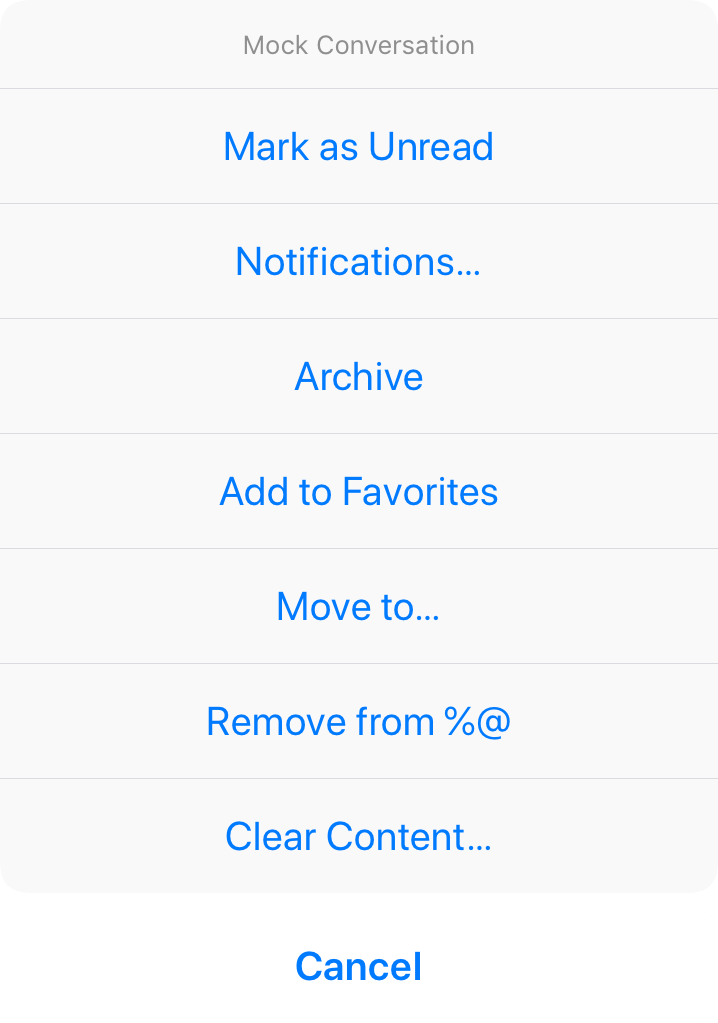 Mock Conversation
Mark as Unread
Notifications…
Archive
Add to Favorites
Move to…
Remove from %@
Clear Content…
Cancel